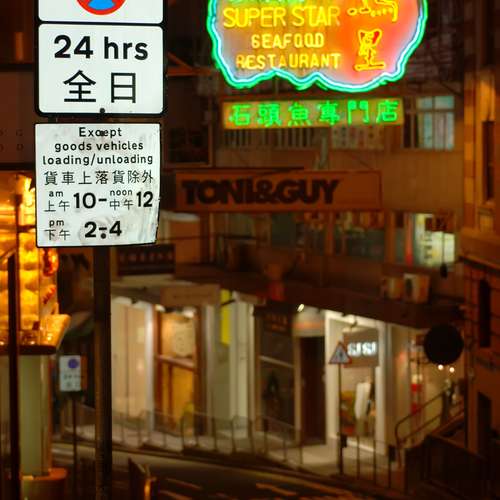 24 hrs
全日
Except
goods vehicles
loading/unloading
貨車上落貨除外
am noon
上午 10－中午 12
pm
下午 2-4
SUPER STAR
SEAFOOD
RESTAURANT
星
石頭魚專門店
TONI&GUY